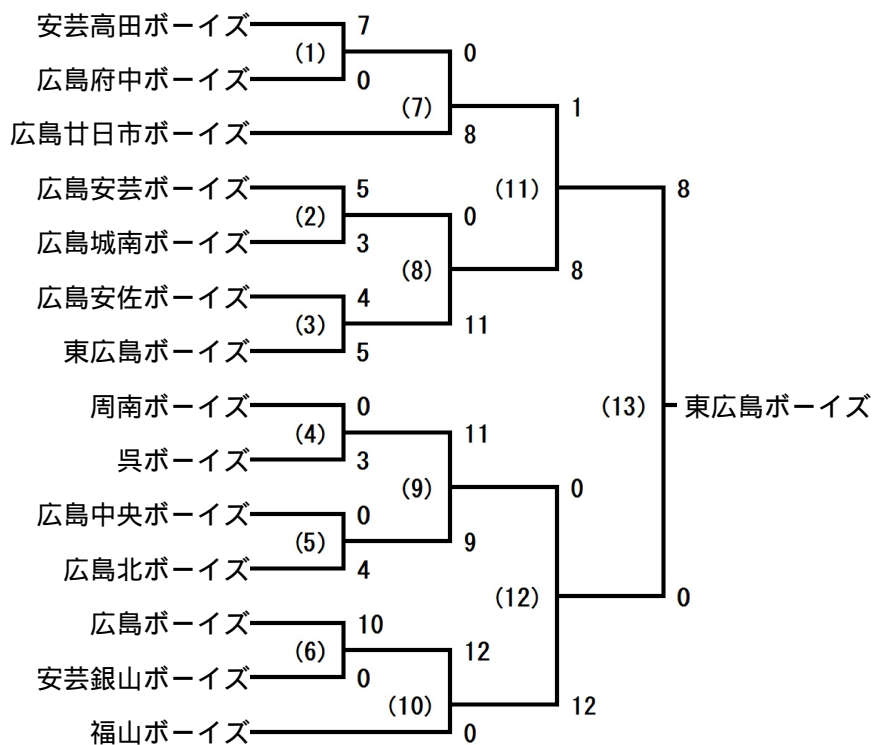 安芸高田ボーイズ 7
(1) 0
広島府中ボーイズ 0
(7) 1
広島廿日市ボーイズ 8
広島安芸ボーイズ 5 (11) 8
(2) 0
広島城南ボーイズ 3
(8) 8
広島安佐ボーイズ 4
(3) 11
東広島ボーイズ 5
周南ボーイズ 0 (13) 東広島ボーイズ
(4) 11
呉ボーイズ 3
(9) 0
広島中央ボーイズ 0
(5) 9
広島北ボーイズ 4
(12) 0
広島ボーイズ 10
(6) 12
安芸銀山ボーイズ 0
(10) 12
福山ボーイズ 0